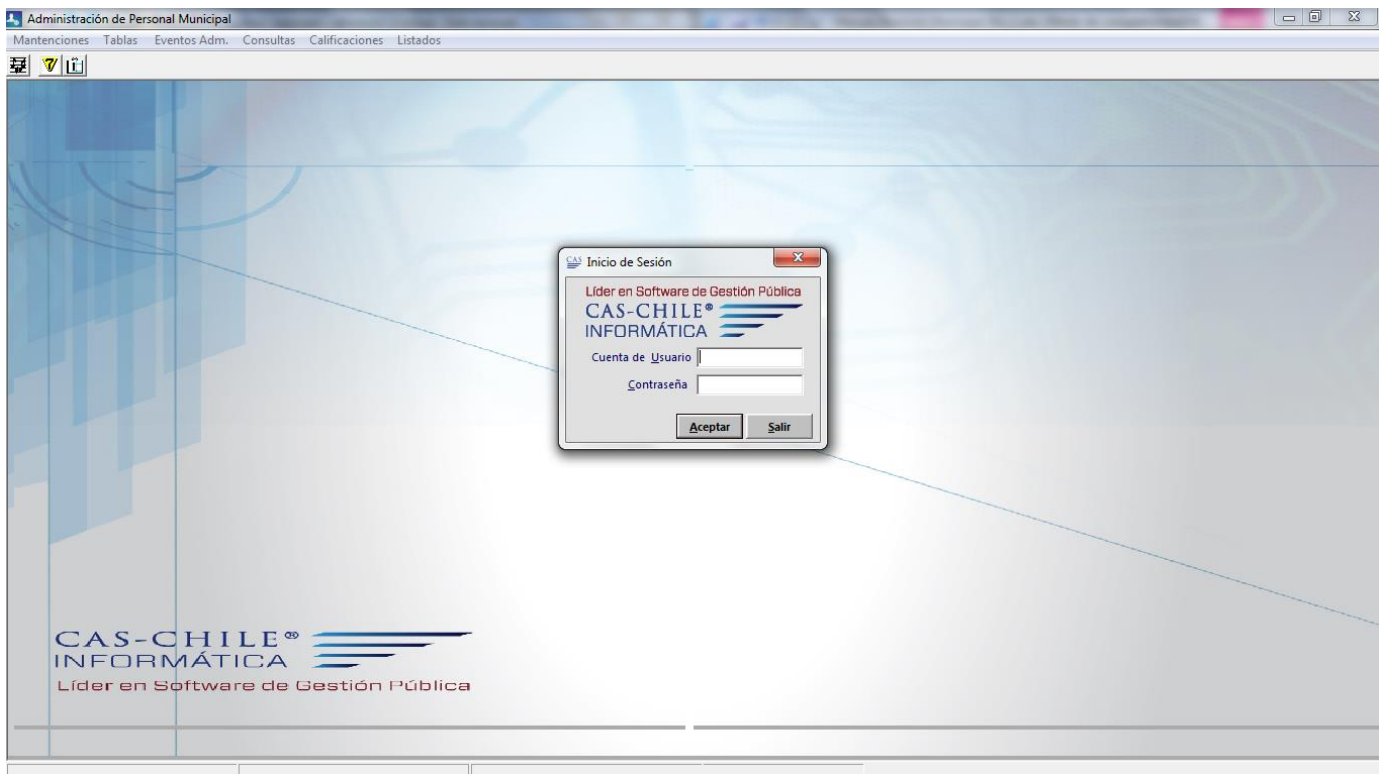 Administración de Personal Municipal
Mantenciones Tablas Eventos Adm. Consultas Calificaciones Listados
Inicio de Sesión
Líder en Software de Gestión Pública
CAS-CHILE®
INFORMÁTICA
Cuenta de Usuario
Contraseña
Aceptar Salir
CAS-CHILE®
INFORMÁTICA
Líder en Software de Gestión Pública